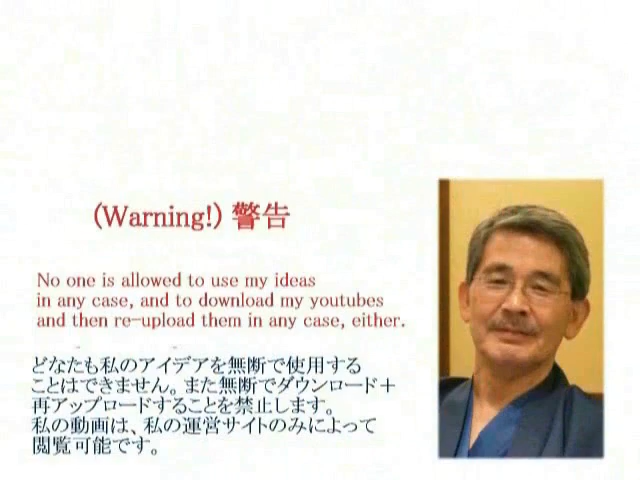 (Warning!) 警告
No one is allowed to use my ideas
in any case, and to download my youtubes
and then re-upload them in any case, either.
どなたも私のアイデアを無断で使用する
ことはできません。また無断でダウンロード＋
再アップロードすることを禁止します。
私の動画は、私の運営サイトのみによって
閲覧可能です。